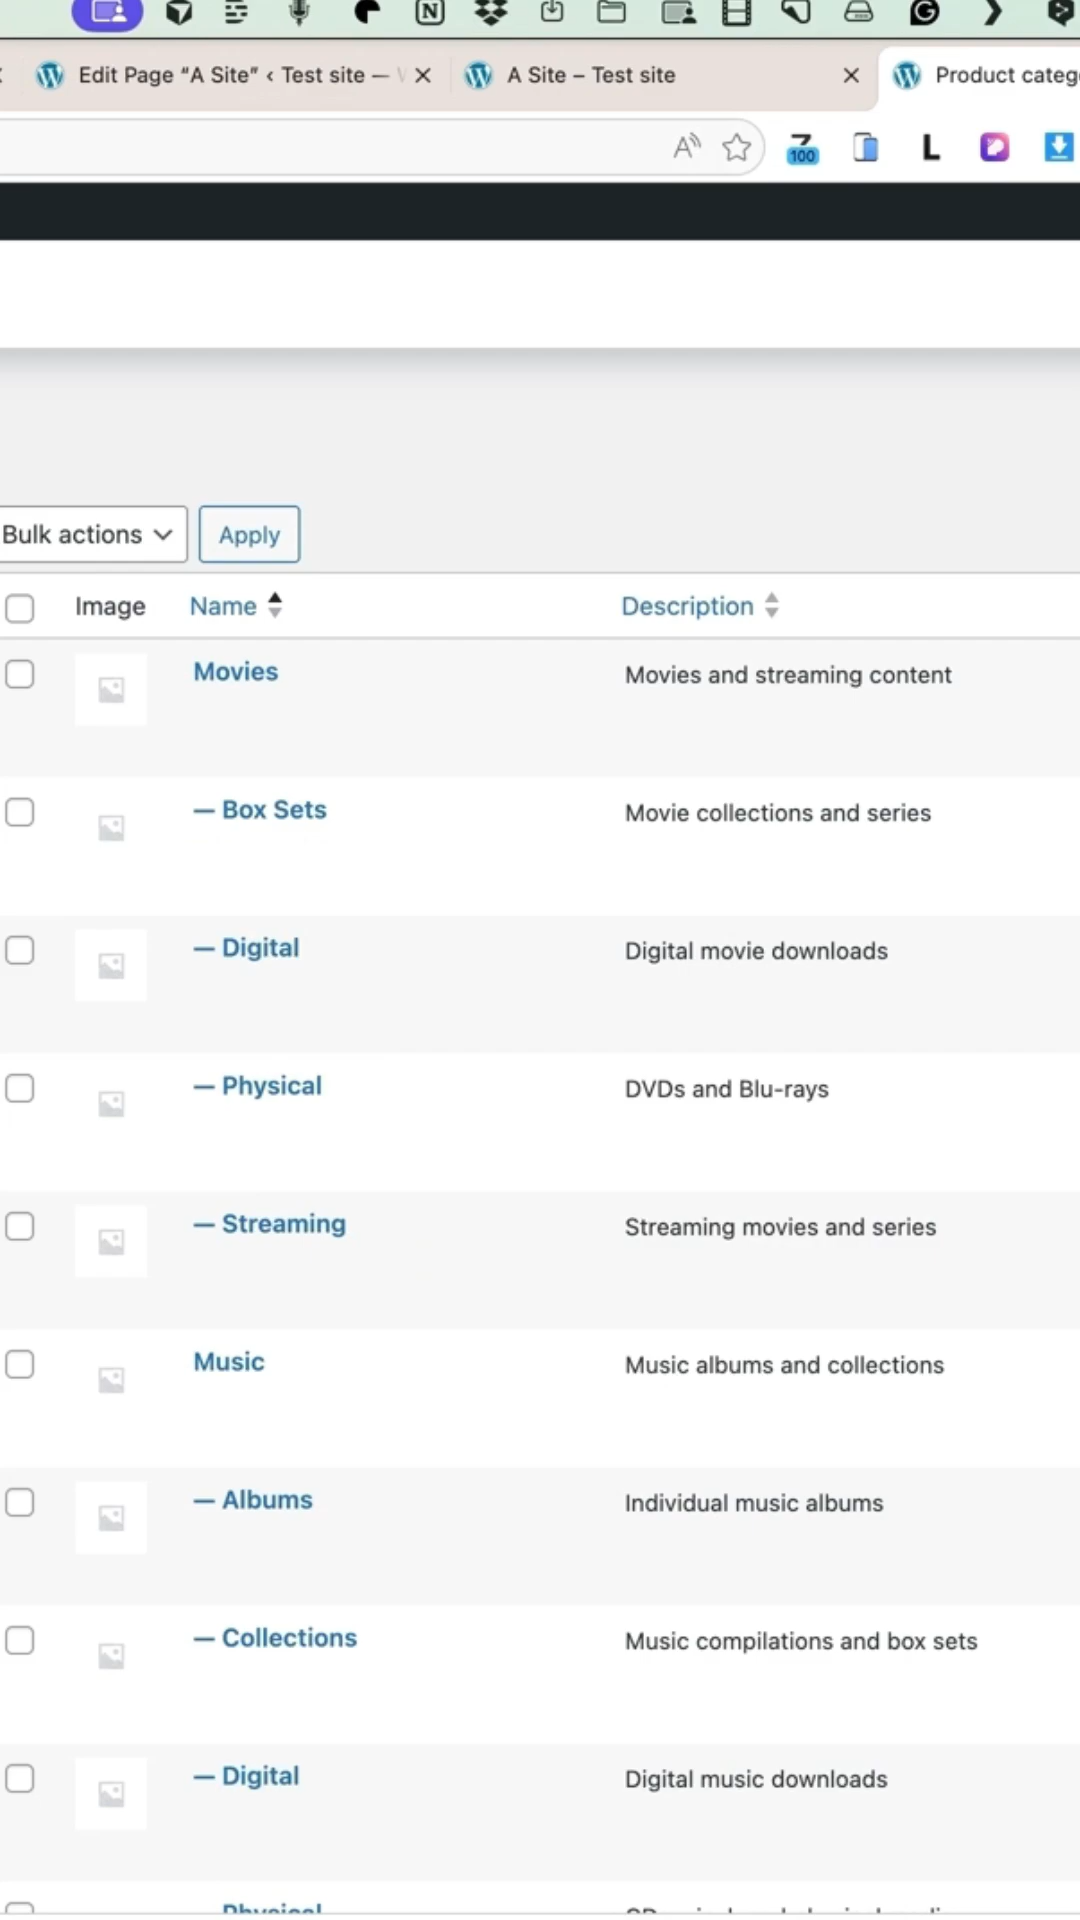 Edit Page “A Site” ‹ Test site —
A Site – Test site
Product categ
A
100
L
Bulk actions
Apply
Image
Name
Description
Movies
Movies and streaming content
— Box Sets
Movie collections and series
— Digital
Digital movie downloads
— Physical
DVDs and Blu-rays
— Streaming
Streaming movies and series
Music
Music albums and collections
— Albums
Individual music albums
— Collections
Music compilations and box sets
— Digital
Digital music downloads
Physical